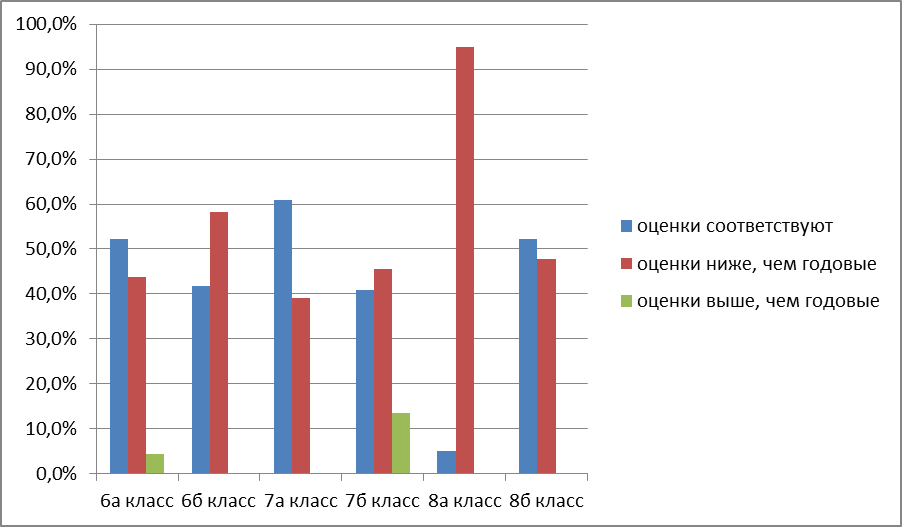 100,0%
90,0%
80,0%
70,0%
60,0%
50,0%
40,0%
30,0%
20,0%
10,0%
0,0%
6а класс 6б класс 7а класс 7б класс 8а класс 8б класс
оценки соответствуют
оценки ниже, чем годовые
оценки выше, чем годовые